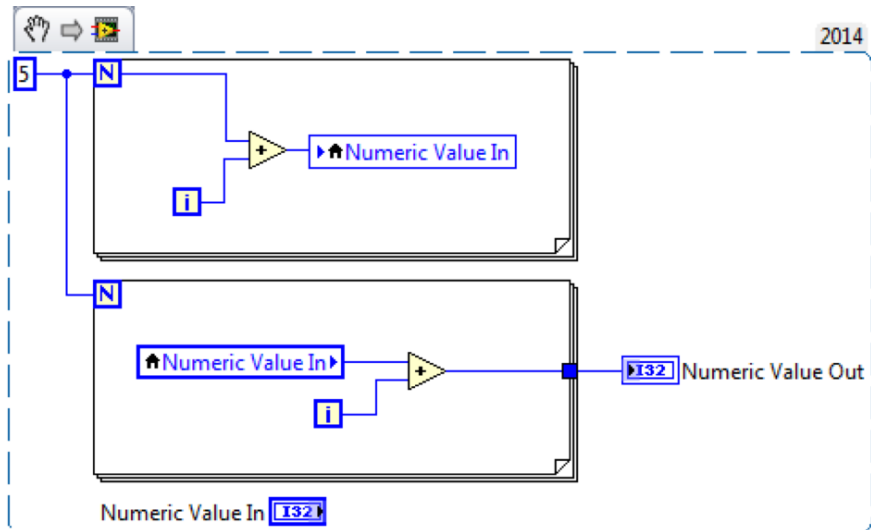 2014
5
N
+
Numeric Value In
i
N
Numeric Value In
+
I32 Numeric Value Out
i
Numeric Value In I32